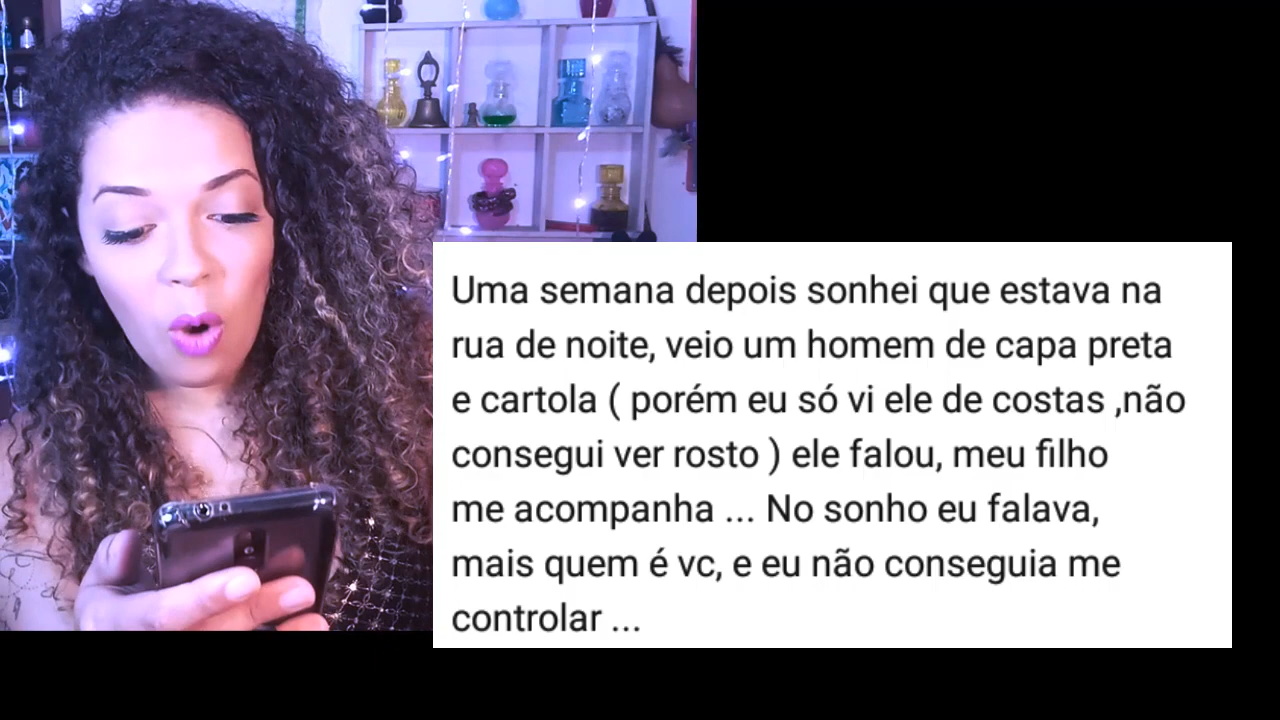 Uma semana depois sonhei que estava na
rua de noite, veio um homem de capa preta
e cartola ( porém eu só vi ele de costas ,não
consegui ver rosto ) ele falou, meu filho
me acompanha ... No sonho eu falava,
mais quem é vc, e eu não conseguia me
controlar ...